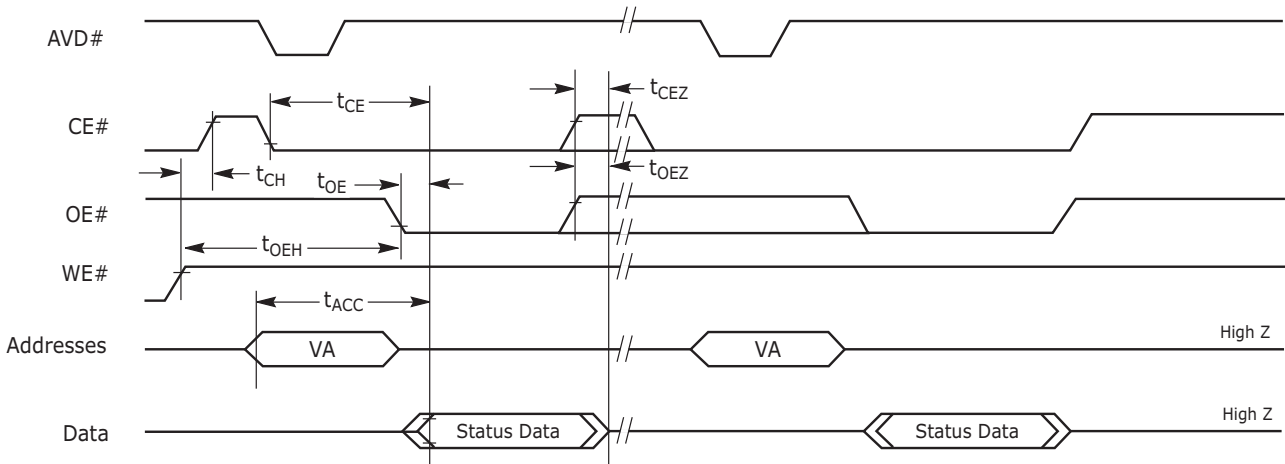 AVD#
tCEZ
tCE
CE#
tCH
tOE
tOEZ
OE#
tOEH
WE#
tACC
Addresses
VA
VA
High Z
Data
Status Data
Status Data
High Z